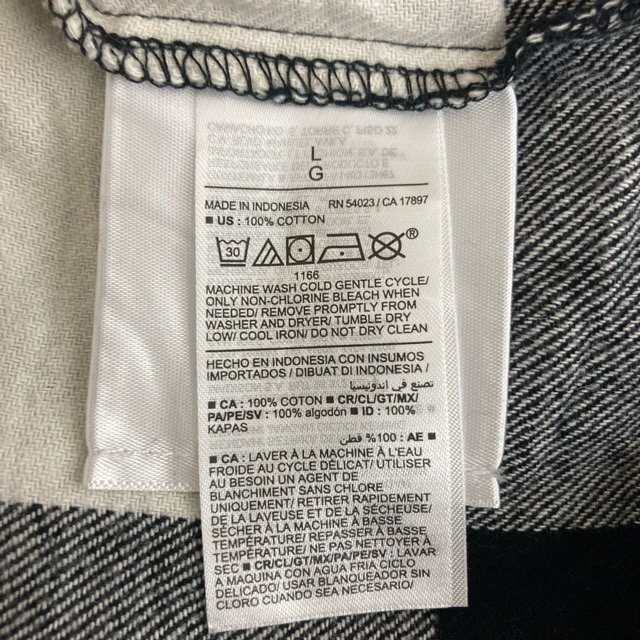 L
G
MADE IN INDONESIA RN 54023 / CA 17897
■ US : 100% COTTON
30
1166
MACHINE WASH COLD GENTLE CYCLE/
ONLY NON-CHLORINE BLEACH WHEN
NEEDED/ REMOVE PROMPTLY FROM
WASHER AND DRYER/ TUMBLE DRY
LOW/ COOL IRON/ DO NOT DRY CLEAN
HECHO EN INDONESIA CON INSUMOS
IMPORTADOS / DIBUAT DI INDONESIA /
تصنع في اندونيسيا
■ CA : 100% COTON ■ CR/CL/GT/MX/
PA/PE/SV : 100% algodón ■ ID : 100%
KAPAS
■ AE : 100% قطن
■ CA : LAVER À LA MACHINE À L'EAU
FROIDE AU CYCLE DÉLICAT/ UTILISER
AU BESOIN UN AGENT DE
BLANCHIMENT SANS CHLORE
UNIQUEMENT/ RETIRER RAPIDEMENT
DE LA LAVEUSE ET DE LA SÉCHEUSE/
SÉCHER À LA MACHINE À BASSE
TEMPÉRATURE/ REPASSER À BASSE
TEMPÉRATURE/ NE PAS NETTOYER À
SEC ■ CR/CL/GT/MX/PA/PE/SV : LAVAR
A MAQUINA CON AGUA FRIA CICLO
DELICADO/ USAR BLANQUEADOR SIN
CLORO CUANDO SEA NECESARIO/